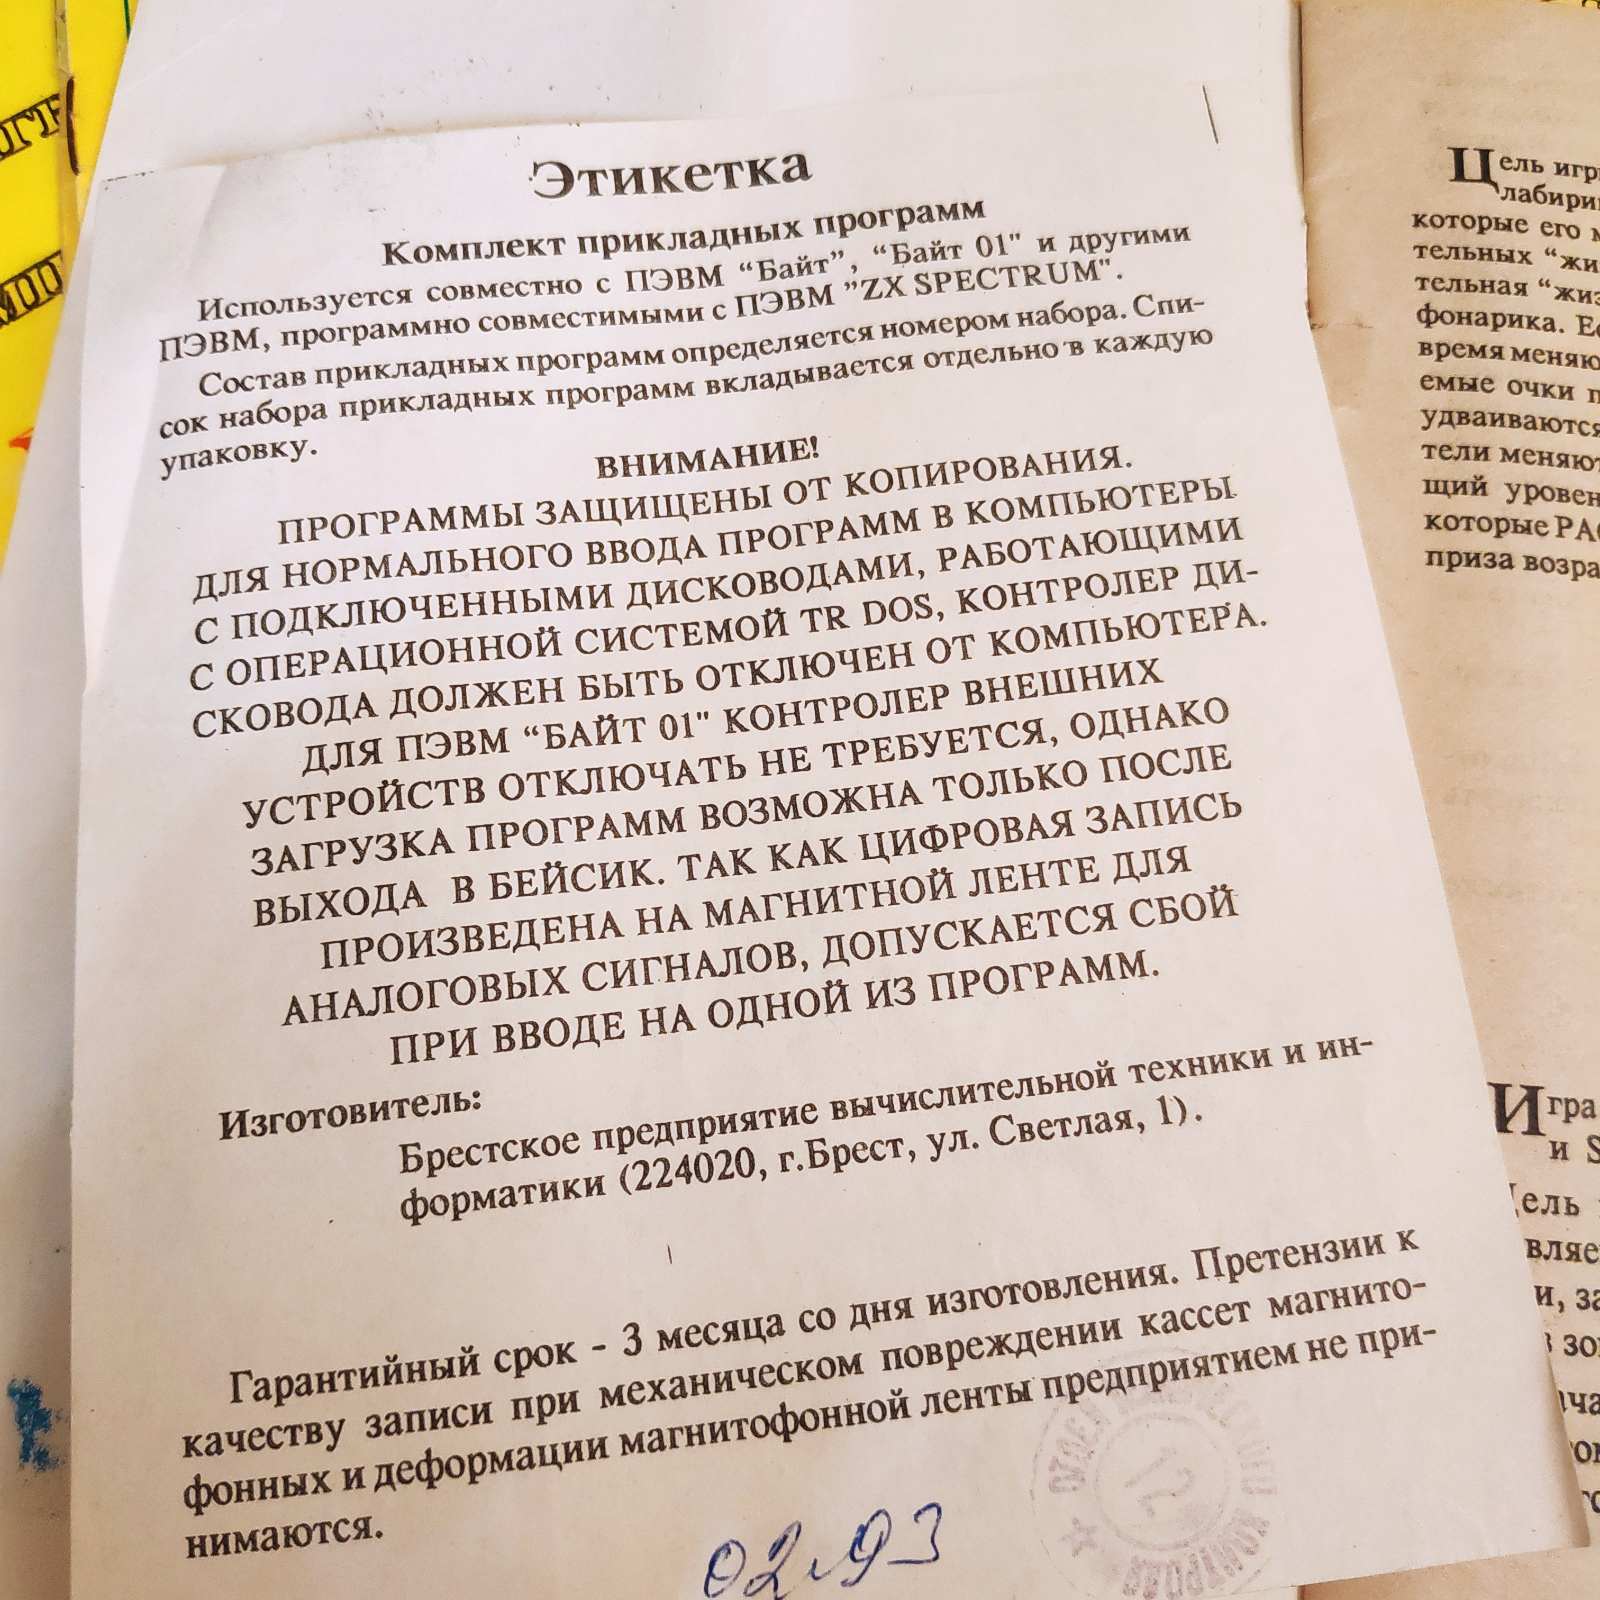 Этикетка
Комплект прикладных программ
Используется совместно с ПЭВМ “Байт”, “Байт 01" и другими
ПЭВМ, программно совместимыми с ПЭВМ ”ZX SPECTRUM".
Состав прикладных программ определяется номером набора. Спи-
сок набора прикладных программ вкладывается отдельно в каждую
упаковку.
ВНИМАНИЕ!
ПРОГРАММЫ ЗАЩИЩЕНЫ ОТ КОПИРОВАНИЯ.
ДЛЯ НОРМАЛЬНОГО ВВОДА ПРОГРАММ В КОМПЬЮТЕРЫ
С ПОДКЛЮЧЕННЫМИ ДИСКОВОДАМИ, РАБОТАЮЩИМИ
С ОПЕРАЦИОННОЙ СИСТЕМОЙ TR DOS, КОНТРОЛЕР ДИ-
СКОВОДА ДОЛЖЕН БЫТЬ ОТКЛЮЧЕН ОТ КОМПЬЮТЕРА.
ДЛЯ ПЭВМ “БАЙТ 01" КОНТРОЛЕР ВНЕШНИХ
УСТРОЙСТВ ОТКЛЮЧАТЬ НЕ ТРЕБУЕТСЯ, ОДНАКО
ЗАГРУЗКА ПРОГРАММ ВОЗМОЖНА ТОЛЬКО ПОСЛЕ
ВЫХОДА В БЕЙСИК. ТАК КАК ЦИФРОВАЯ ЗАПИСЬ
ПРОИЗВЕДЕНА НА МАГНИТНОЙ ЛЕНТЕ ДЛЯ
АНАЛОГОВЫХ СИГНАЛОВ, ДОПУСКАЕТСЯ СБОЙ
ПРИ ВВОДЕ НА ОДНОЙ ИЗ ПРОГРАММ.
Изготовитель:
Брестское предприятие вычислительной техники и ин-
форматики (224020, г.Брест, ул. Светлая, 1).
Гарантийный срок - 3 месяца со дня изготовления. Претензии к
качеству записи при механическом повреждении кассет магнито-
фонных и деформации магнитофонной ленты предприятием не при-
нимаются.
02.93
12
Цель игр
лабири
которые его м
тельных “жи
тельная “жиз
фонарика. Ес
время меняю
емые очки п
удваиваются
тели меняют
щий уровен
которые РА
приза возра
Игра
и S